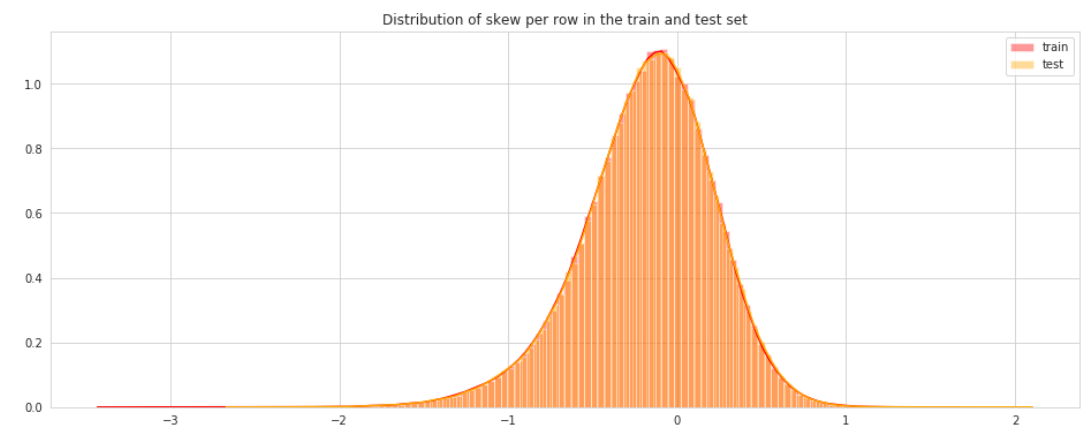 Distribution of skew per row in the train and test set
train
test
1.0
0.8
0.6
0.4
0.2
0.0
−3 −2 −1 0 1 2